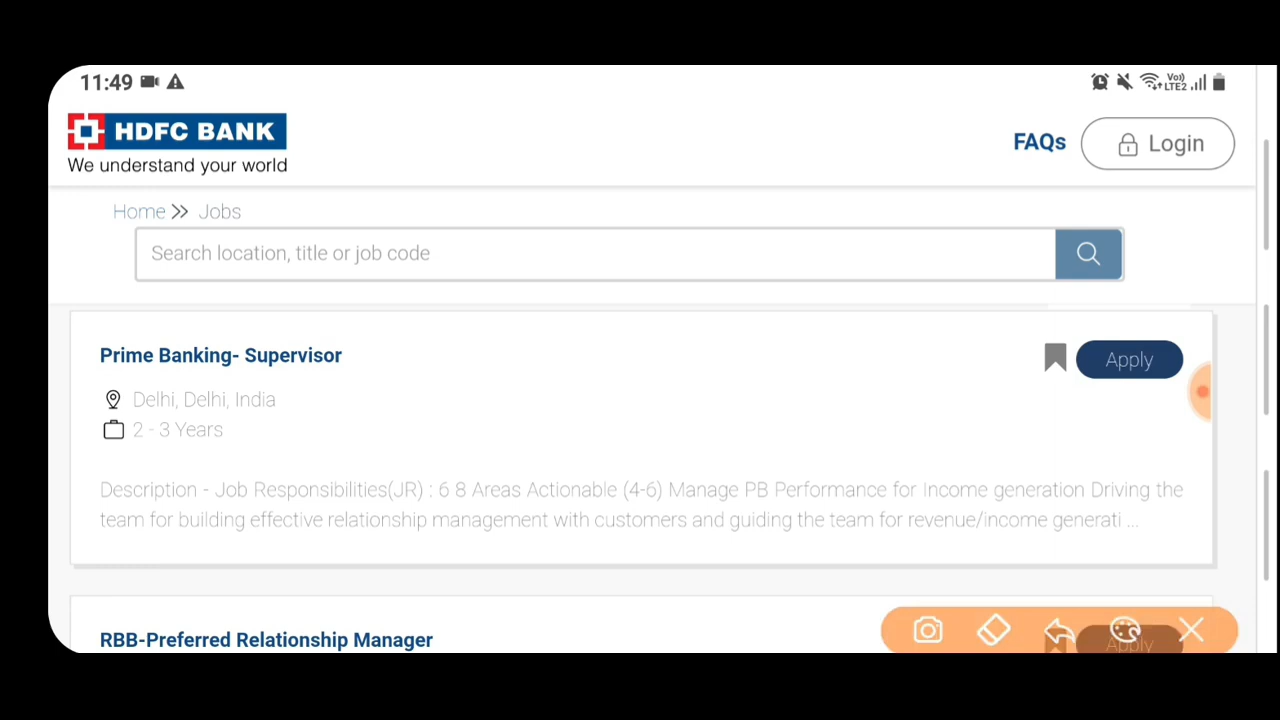 11:49
Vo))
LTE2
HDFC BANK
We understand your world
FAQs
Login
Home >> Jobs
Search location, title or job code
Prime Banking- Supervisor
Apply
Delhi, Delhi, India
2 - 3 Years
Description - Job Responsibilities(JR) : 6 8 Areas Actionable (4-6) Manage PB Performance for Income generation Driving the
team for building effective relationship management with customers and guiding the team for revenue/income generati ...
RBB-Preferred Relationship Manager
Apply